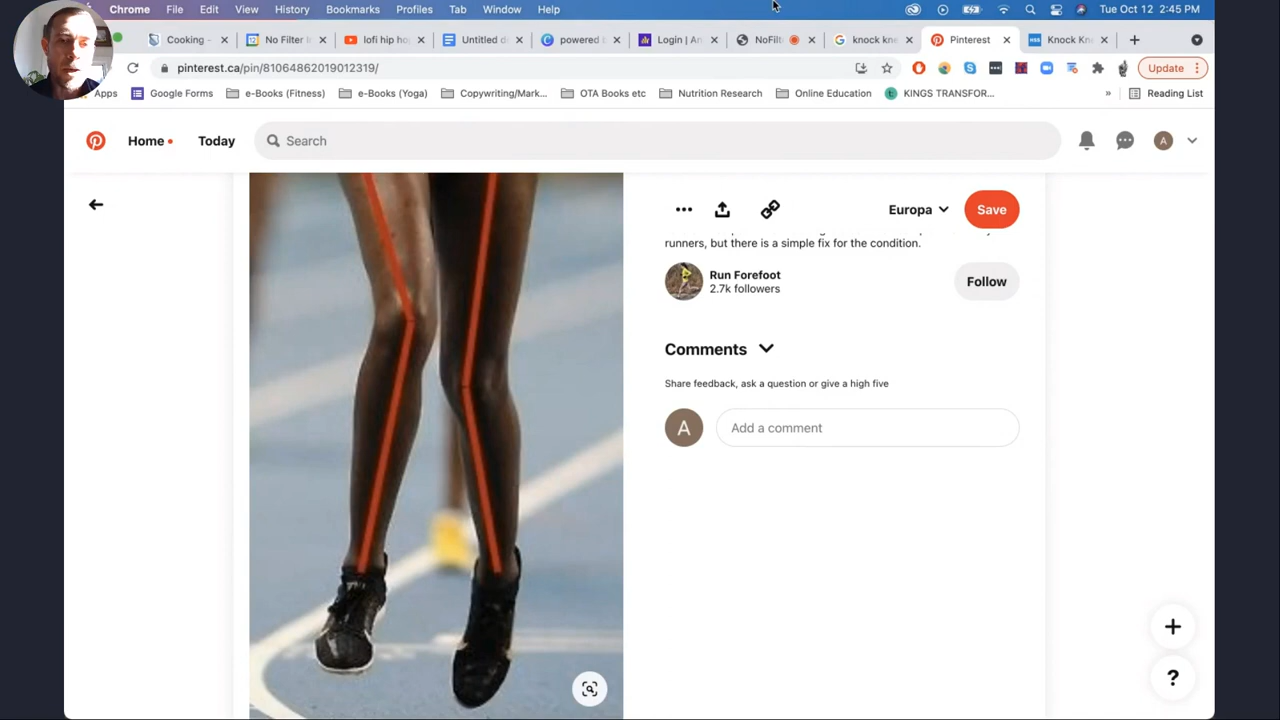 Chrome File Edit View History Bookmarks Profiles Tab Window Help Tue Oct 12 2:45 PM
Cooking - No Filter I lofi hip ho Untitled d powered b Login | A NoFilt knock kne Pinterest Knock Kn
pinterest.ca/pin/81064862019012319/ Update
Apps Google Forms e-Books (Fitness) e-Books (Yoga) Copywriting/Mark... OTA Books etc Nutrition Research Online Education KINGS TRANSFOR... » Reading List
Home Today Search A
Europa Save
runners, but there is a simple fix for the condition.
Run Forefoot
2.7k followers
Follow
Comments
Share feedback, ask a question or give a high five
A Add a comment
+
?